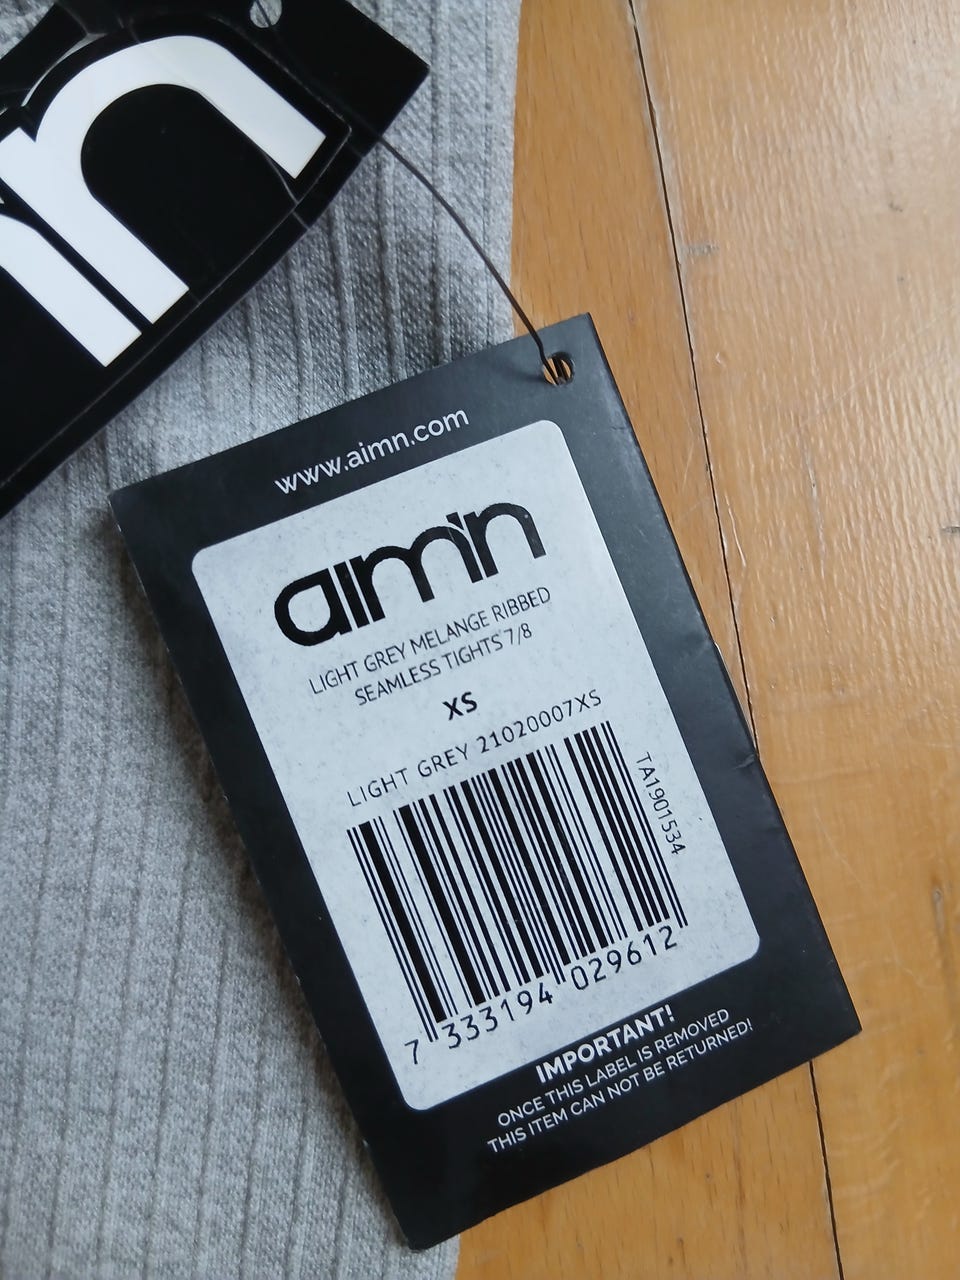 www.aimn.com
aim'n
LIGHT GREY MELANGE RIBBED
SEAMLESS TIGHTS 7/8
XS
LIGHT GREY 21020007XS
TA1901534
7 333194 029612
IMPORTANT!
ONCE THIS LABEL IS REMOVED
THIS ITEM CAN NOT BE RETURNED!